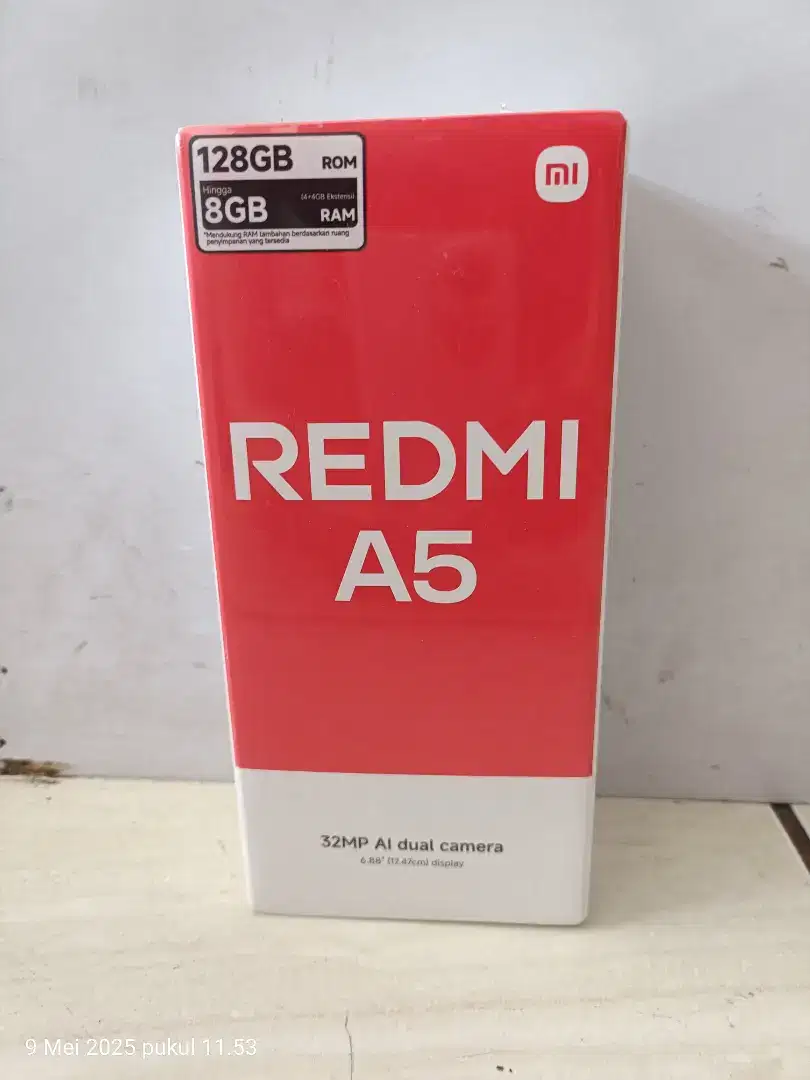 128GB ROM
Hingga (4+4GB Ekstensi)
8GB RAM
*Mendukung RAM tambahan berdasarkan ruang
penyimpanan yang tersedia
mi
REDMI
A5
32MP AI dual camera
6.88" (17.47cm) display
9 Mei 2025 pukul 11.53